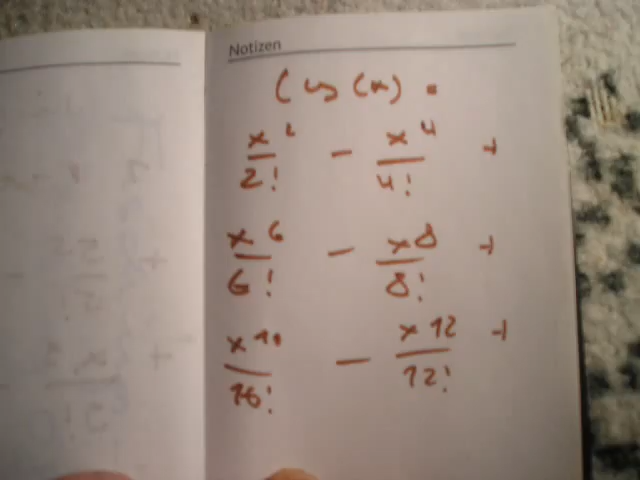 Notizen
cos(x) =
x²/2! - x⁴/4! +
x⁶/6! - x⁸/8! +
x¹⁰/10! - x¹²/12! +